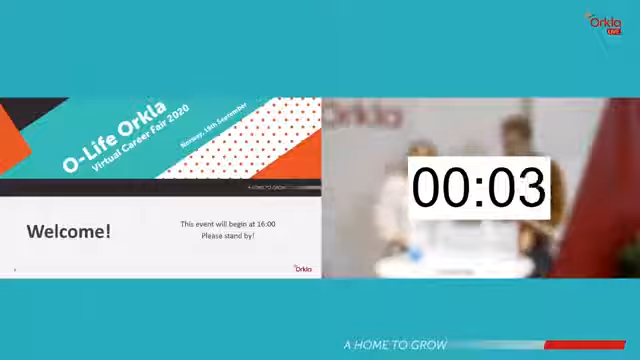 Orkla
LIVE
O-Life Orkla
Virtual Career Fair 2020
Norway, 15th September
A HOME TO GROW
Welcome!
This event will begin at 16:00
Please stand by!
Orkla
Orkla
00:03
A HOME TO GROW